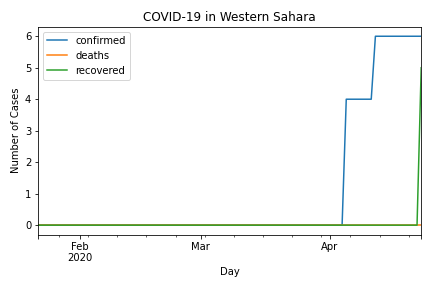 COVID-19 in Western Sahara
confirmed
deaths
recovered
Number of Cases
6
5
4
3
2
1
0
Feb
2020
Mar
Apr
Day